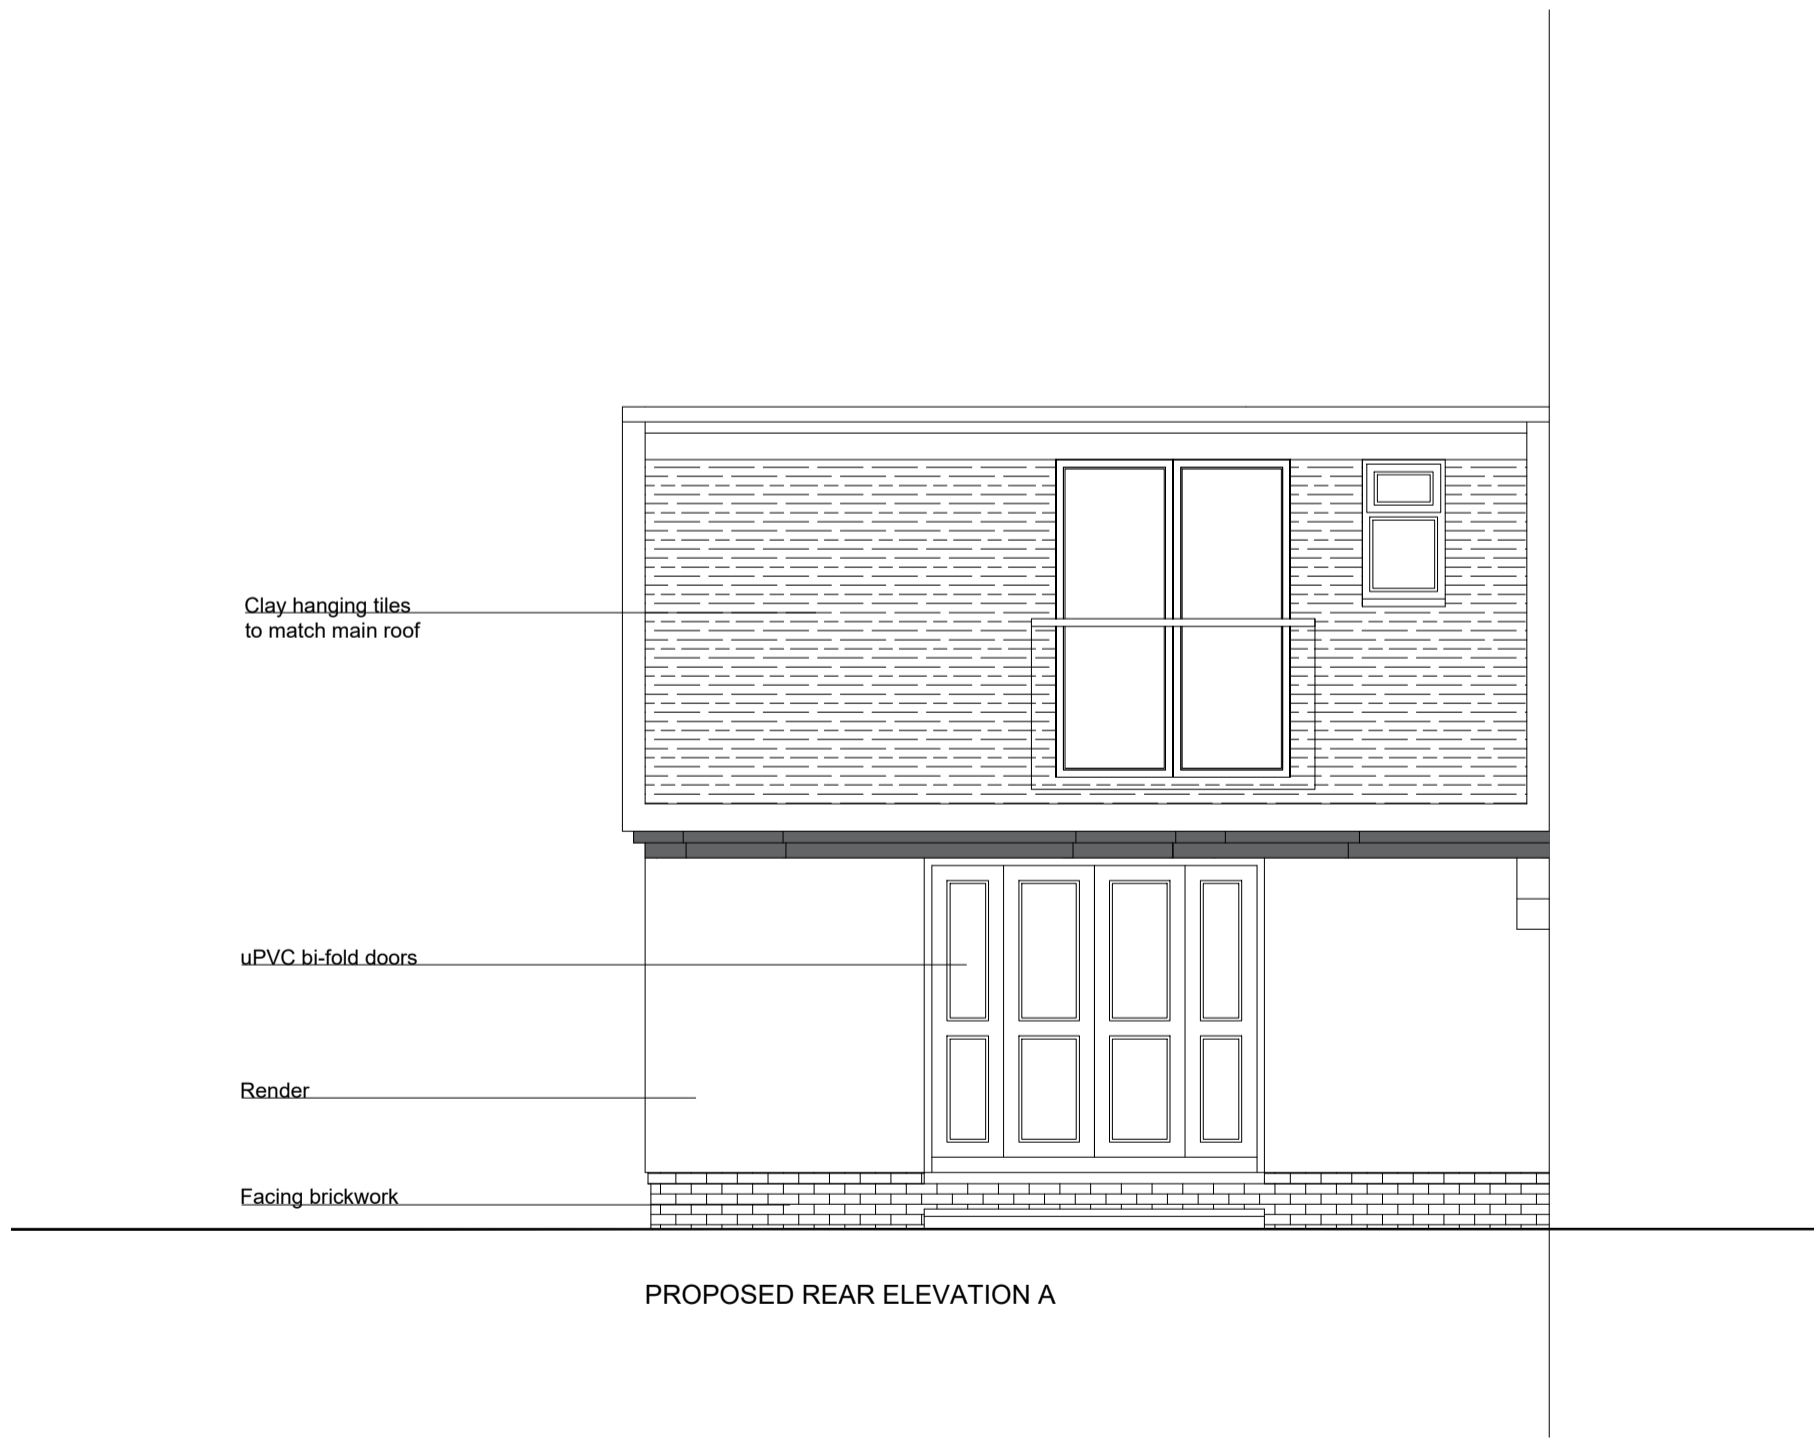 Clay hanging tiles
to match main roof
uPVC bi-fold doors
Render
Facing brickwork
PROPOSED REAR ELEVATION A